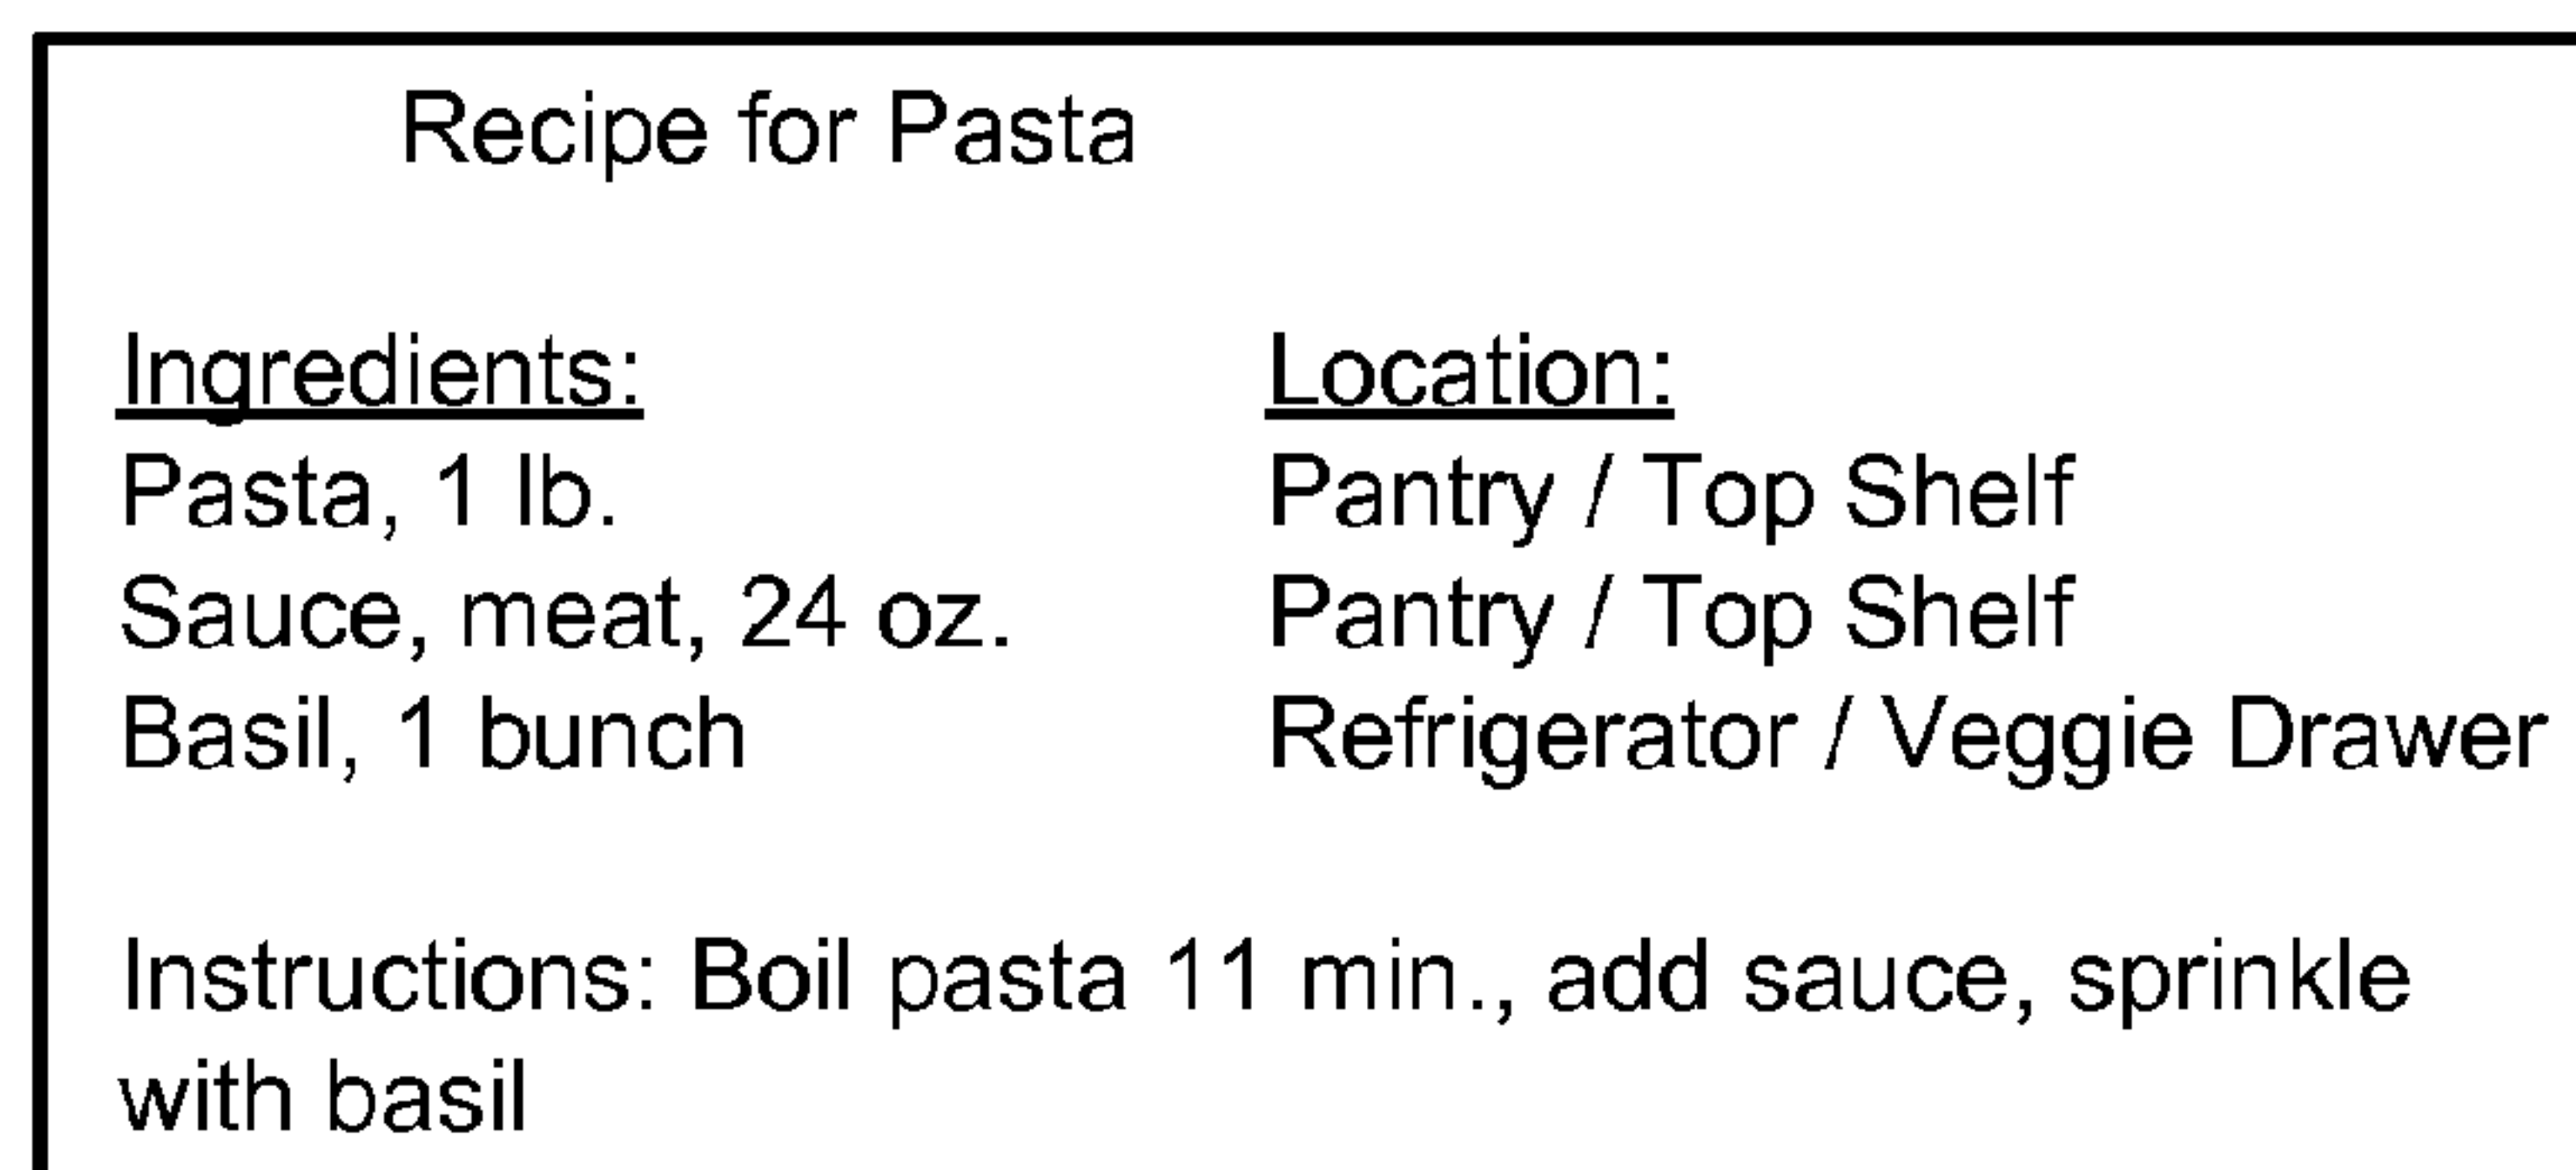 Recipe for Pasta
Ingredients: Location:
Pasta, 1 lb. Pantry / Top Shelf
Sauce, meat, 24 oz. Pantry / Top Shelf
Basil, 1 bunch Refrigerator / Veggie Drawer
Instructions: Boil pasta 11 min., add sauce, sprinkle
with basil